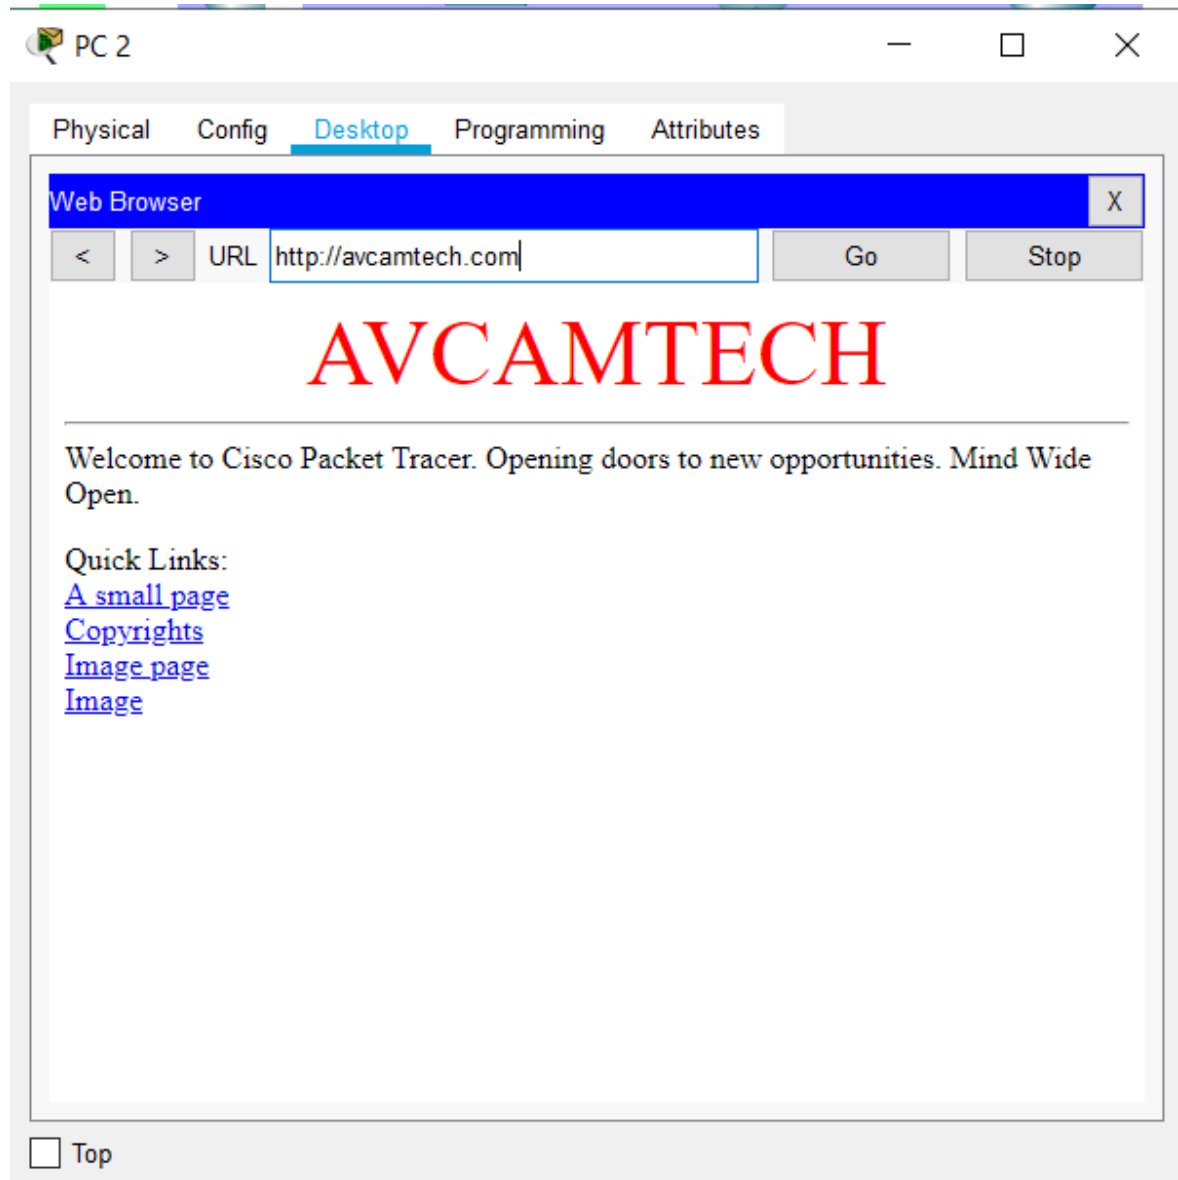 PC 2
Physical Config Desktop Programming Attributes
Web Browser X
< > URL http://avcamtech.com Go Stop
AVCAMTECH
Welcome to Cisco Packet Tracer. Opening doors to new opportunities. Mind Wide
Open.
Quick Links:
A small page
Copyrights
Image page
Image
Top